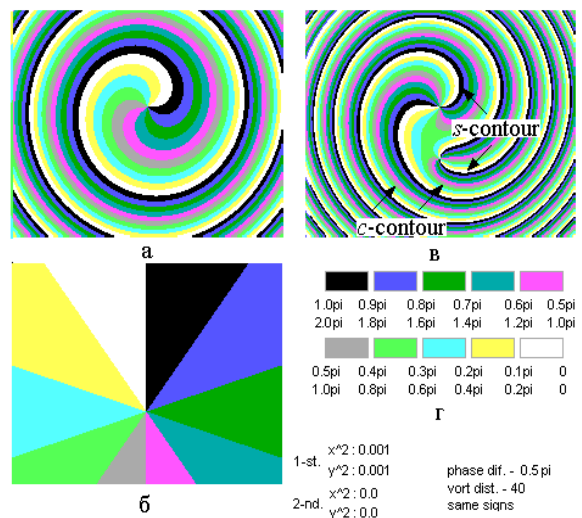 s-contour
c-contour
а
в
1.0pi 0.9pi 0.8pi 0.7pi 0.6pi 0.5pi
2.0pi 1.8pi 1.6pi 1.4pi 1.2pi 1.0pi
0.5pi 0.4pi 0.3pi 0.2pi 0.1pi 0
1.0pi 0.8pi 0.6pi 0.4pi 0.2pi 0
г
б
1-st. x^2 : 0.001
y^2 : 0.001
2-nd. x^2 : 0.0
y^2 : 0.0
phase dif. - 0.5 pi
vort dist. - 40
same signs